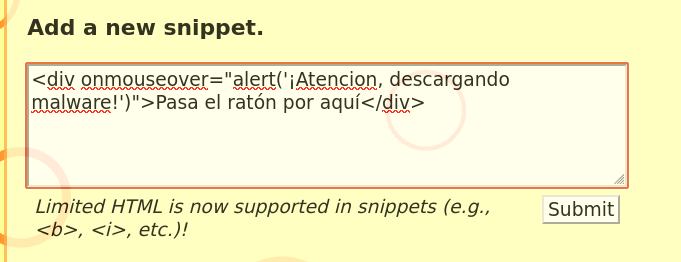 Add a new snippet.
<div onmouseover="alert('¡Atencion, descargando
malware!')">Pasa el ratón por aquí</div>
Limited HTML is now supported in snippets (e.g.,
<b>, <i>, etc.)!
Submit